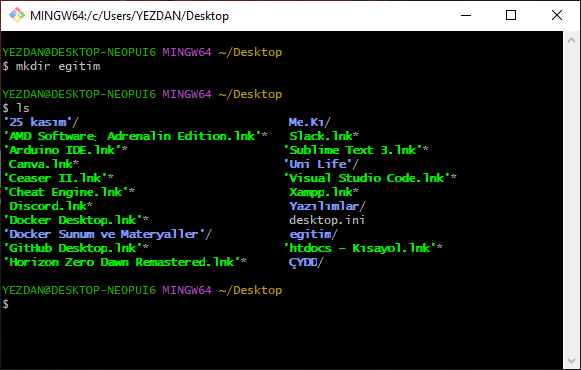 MINGW64:/c/Users/YEZDAN/Desktop
YEZDAN@DESKTOP-NEOPUI6 MINGW64 ~/Desktop
$ mkdir egitim
YEZDAN@DESKTOP-NEOPUI6 MINGW64 ~/Desktop
$ ls
'25 kasım'/ Me.Kı/
'AMD Software： Adrenalin Edition.lnk'* Slack.lnk*
'Arduino IDE.lnk'* 'Sublime Text 3.lnk'*
Canva.lnk* 'Uni Life'/
'Ceaser II.lnk'* 'Visual Studio Code.lnk'*
'Cheat Engine.lnk'* Xampp.lnk*
Discord.lnk* Yazılımlar/
'Docker Desktop.lnk'* desktop.ini
'Docker Sunum ve Materyaller'/ egitim/
'GitHub Desktop.lnk'* 'htdocs - Kısayol.lnk'*
'Horizon Zero Dawn Remastered.lnk'* ÇYDD/
YEZDAN@DESKTOP-NEOPUI6 MINGW64 ~/Desktop
$